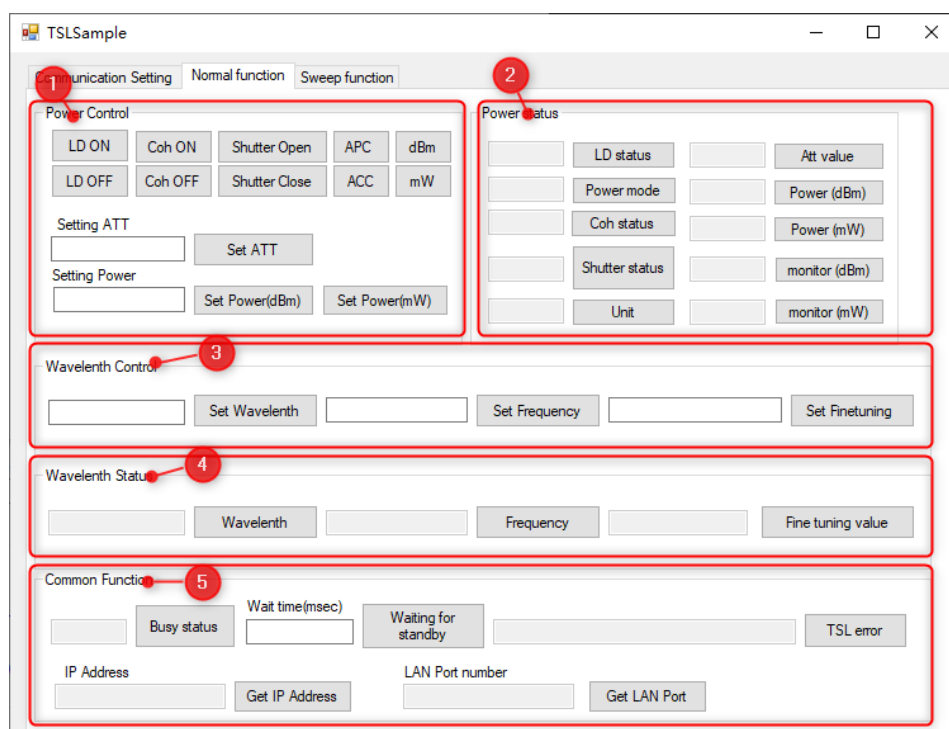 TSLSample
Communication Setting Normal function Sweep function
1
2
Power Control
LD ON Coh ON Shutter Open APC dBm
LD OFF Coh OFF Shutter Close ACC mW
Setting ATT
Set ATT
Setting Power
Set Power(dBm) Set Power(mW)
Power status
LD status Att value
Power mode Power (dBm)
Coh status Power (mW)
Shutter status monitor (dBm)
Unit monitor (mW)
3
Wavelenth Control
Set Wavelenth Set Frequency Set Finetuning
4
Wavelenth Status
Wavelenth Frequency Fine tuning value
5
Common Function
Busy status Wait time(msec) Waiting for
standby TSL error
IP Address LAN Port number
Get IP Address Get LAN Port